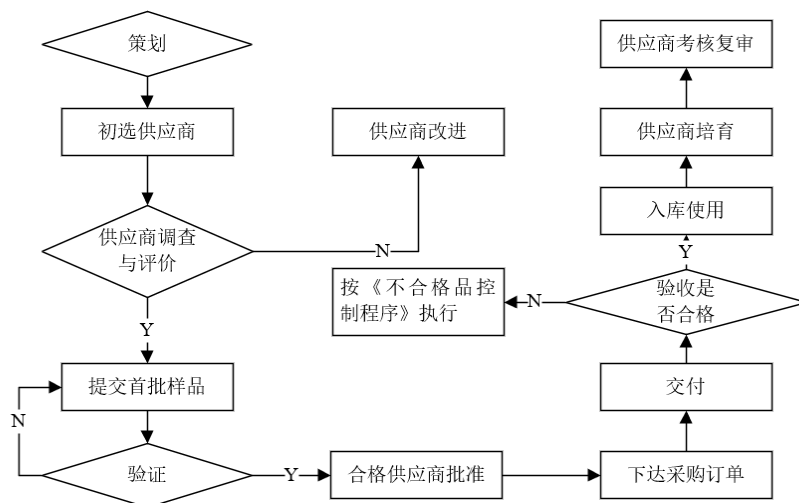 策划
初选供应商
供应商调查
与评价
N
供应商改进
Y
提交首批样品
N
验证
Y
合格供应商批准
下达采购订单
交付
验收是
否合格
N
按《不合格品控
制程序》执行
Y
入库使用
供应商培育
供应商考核复审